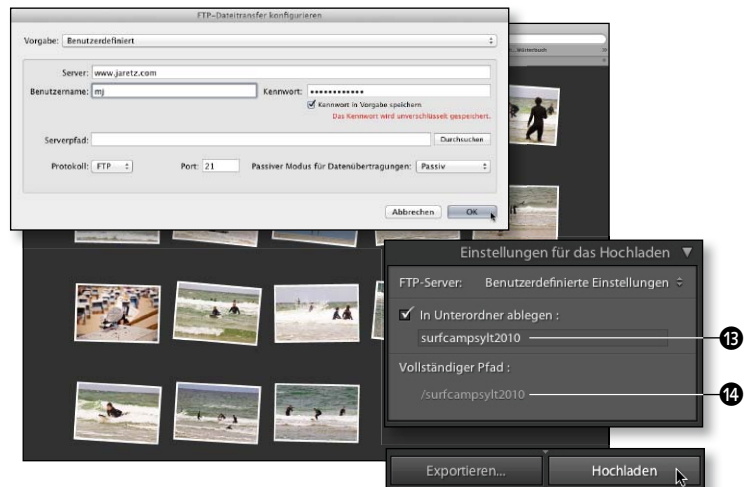 FTP-Dateitransfer konfigurieren
Vorgabe: Benutzerdefiniert
Server: www.jaretz.com
Benutzername: mj Kennwort: ••••••••••••
Kennwort in Vorgabe speichern
Das Kennwort wird unverschlüsselt gespeichert.
Serverpfad: Durchsuchen
Protokoll: FTP Port: 21 Passiver Modus für Datenübertragungen: Passiv
Abbrechen OK
Wörterbuch
Einstellungen für das Hochladen
FTP-Server: Benutzerdefinierte Einstellungen
In Unterordner ablegen :
surfcampsylt2010
13
Vollständiger Pfad :
/surfcampsylt2010
14
Exportieren... Hochladen